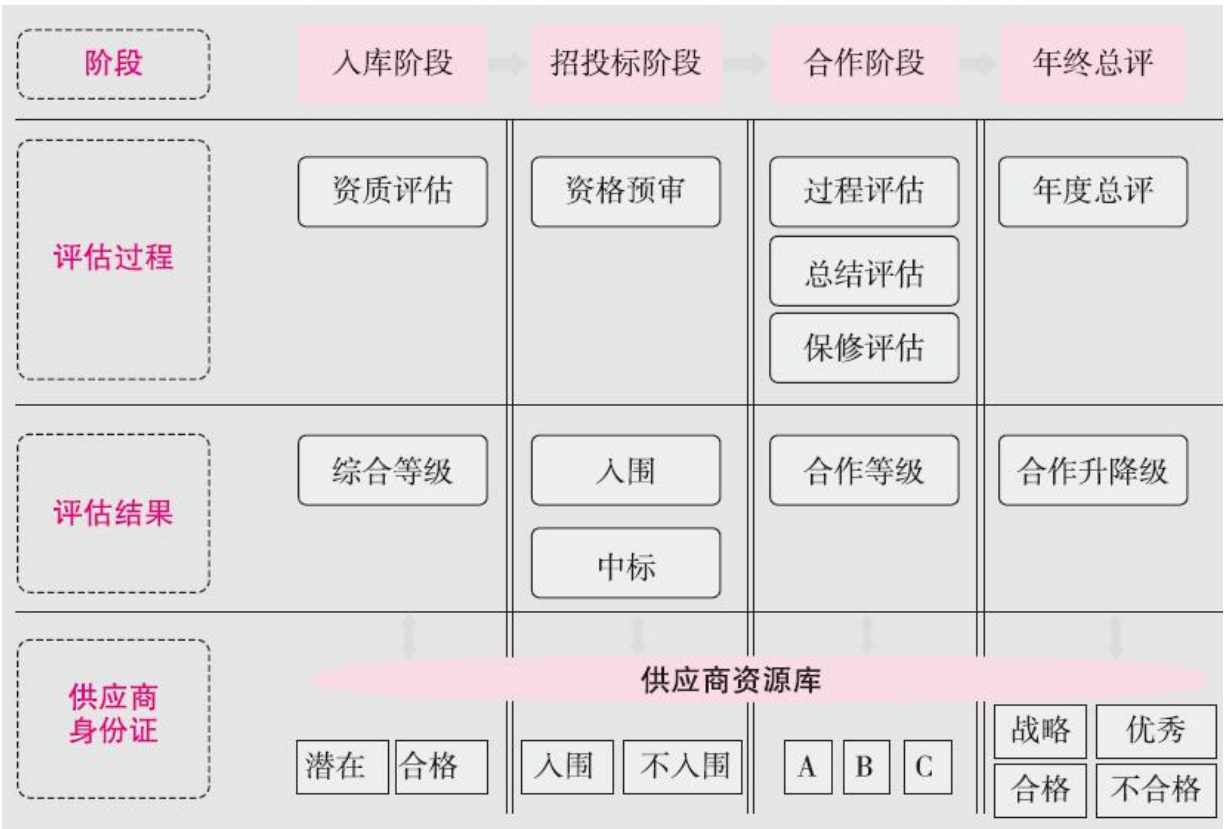 阶段
入库阶段
招投标阶段
合作阶段
年终总评
评估过程
资质评估
资格预审
过程评估
年度总评
总结评估
保修评估
评估结果
综合等级
入围
合作等级
合作升降级
中标
供应商
身份证
供应商资源库
潜在
合格
入围
不入围
A
B
C
战略
优秀
合格
不合格